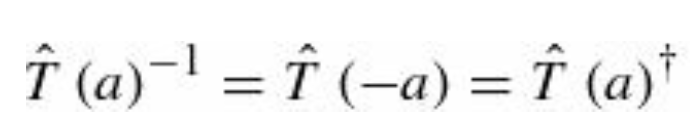 T̂ (a)⁻¹ = T̂ (−a) = T̂ (a)†